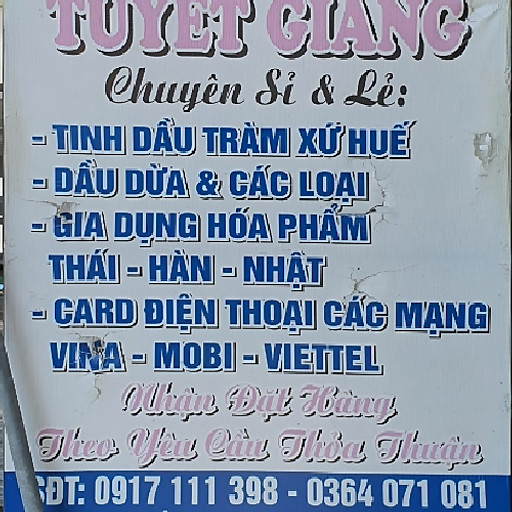 TUYẾT GIANG
Chuyên Sỉ & Lẻ:
- TINH DẦU TRÀM XỨ HUẾ
- DẦU DỪA & CÁC LOẠI
- GIA DỤNG HÓA PHẨM
THÁI - HÀN - NHẬT
- CARD ĐIỆN THOẠI CÁC MẠNG
VINA - MOBI - VIETTEL
Nhận Đặt Hàng
Theo Yêu Cầu Thỏa Thuận
SĐT: 0917 111 398 - 0364 071 081